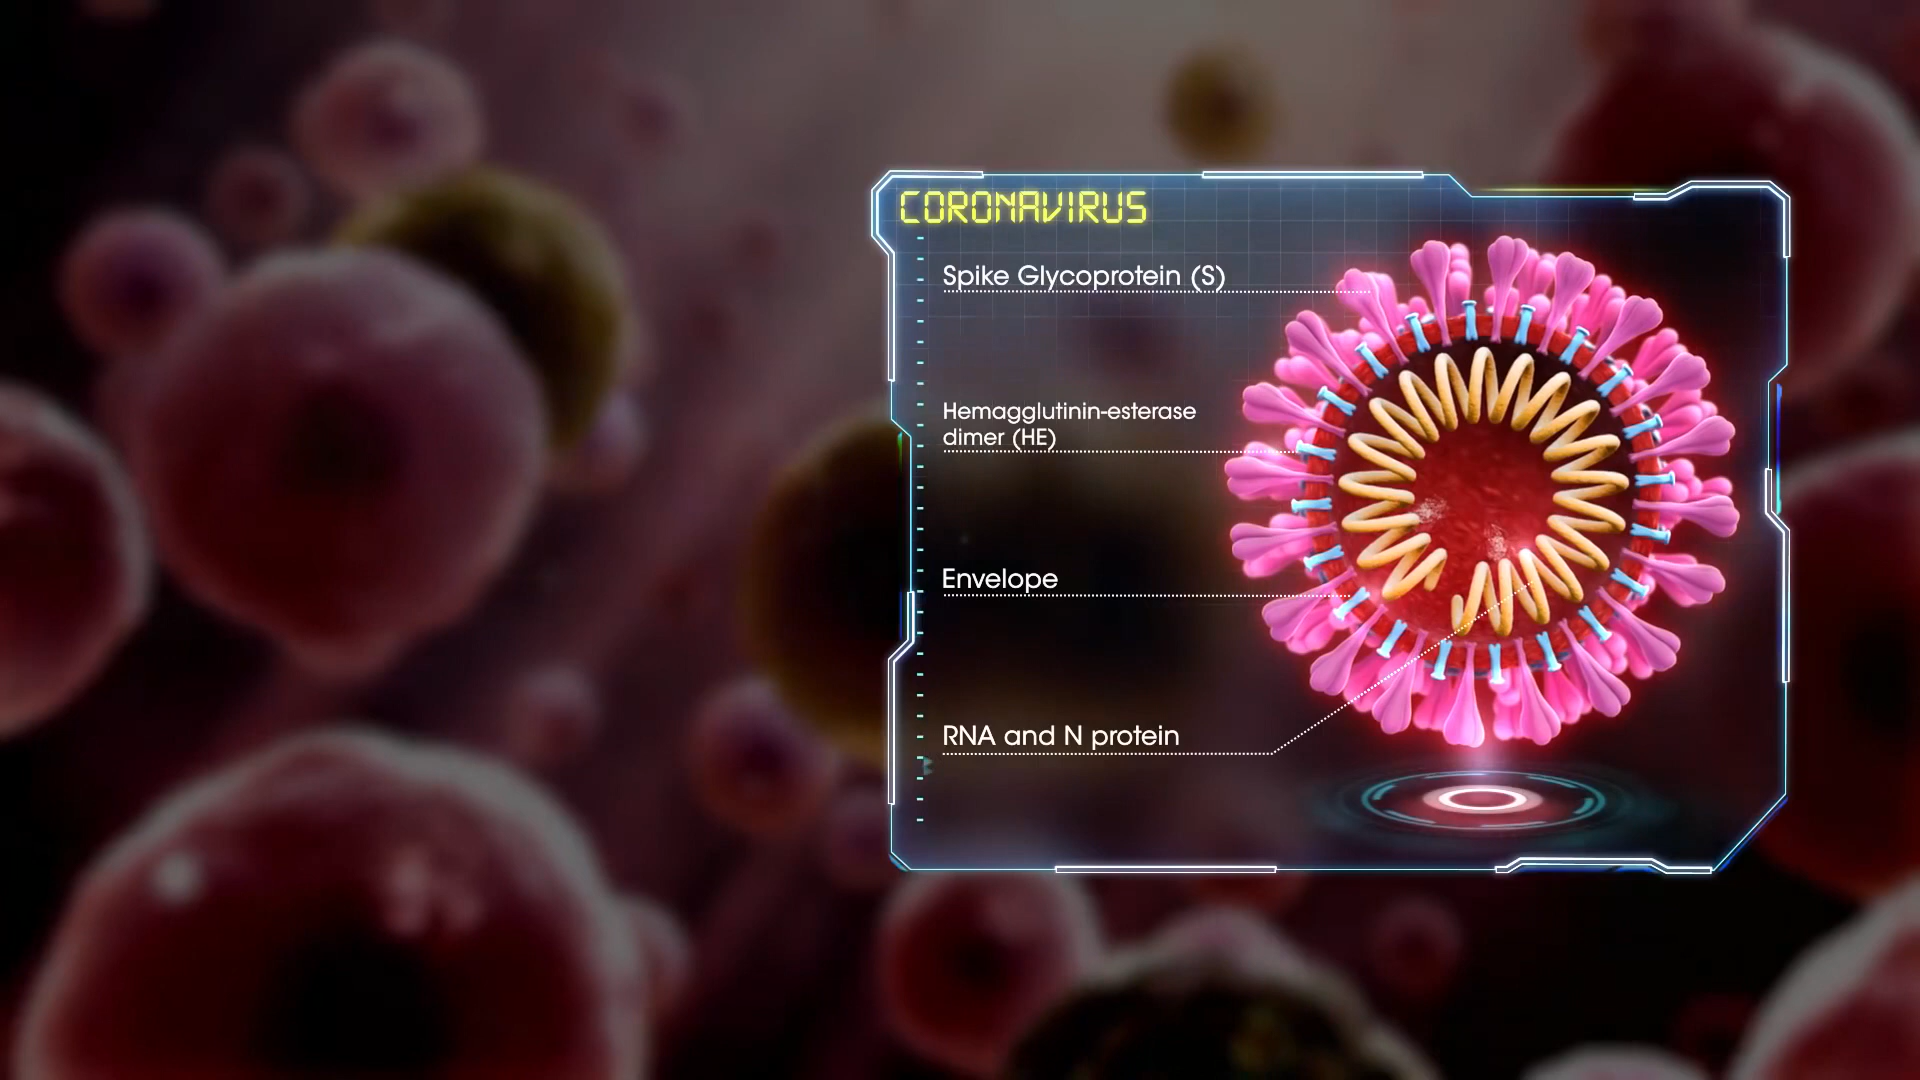 CORONAVIRUS
Spike Glycoprotein (S)
Hemagglutinin-esterase
dimer (HE)
Envelope
RNA and N protein